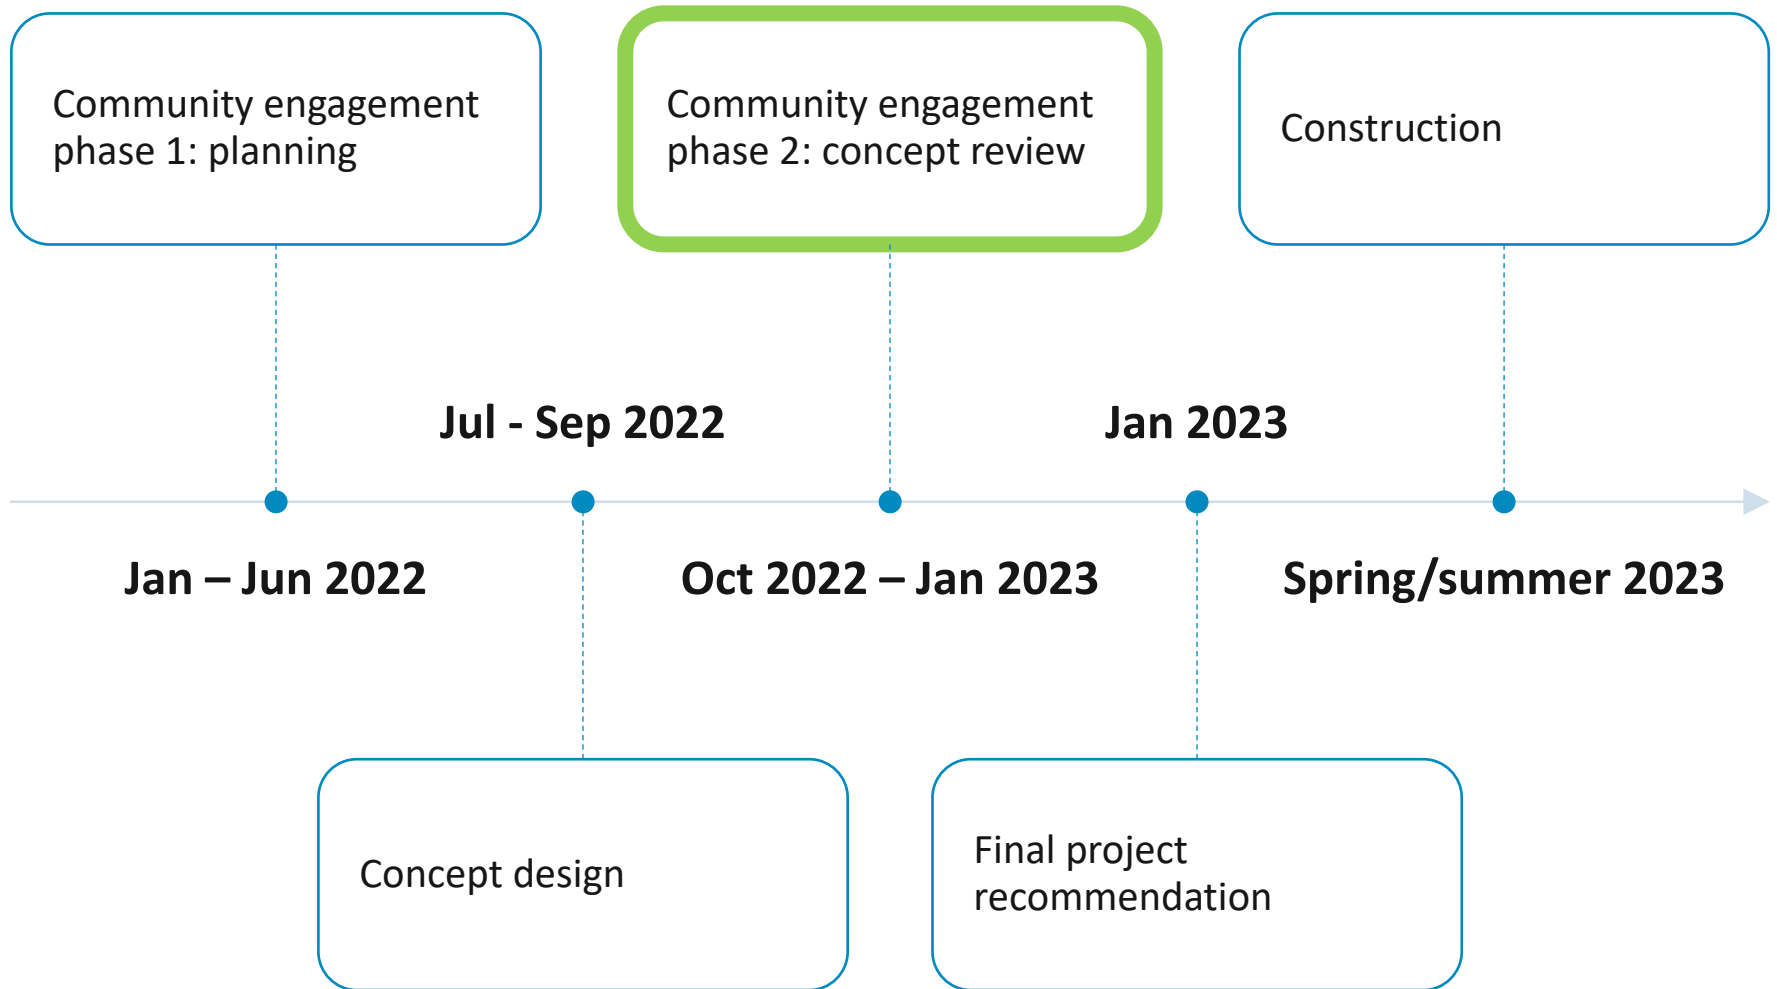 Community engagement
phase 1: planning
Community engagement
phase 2: concept review
Construction
Jul - Sep 2022
Jan 2023
Jan – Jun 2022
Oct 2022 – Jan 2023
Spring/summer 2023
Concept design
Final project
recommendation